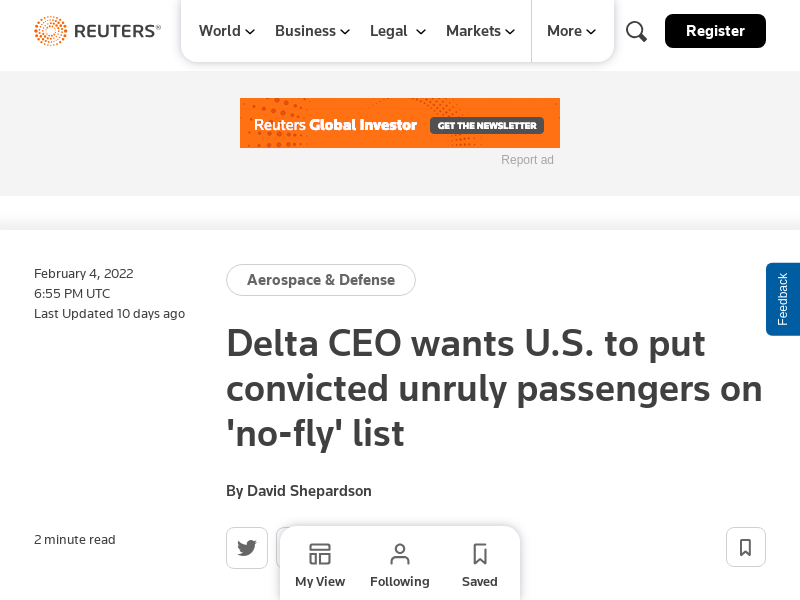 REUTERS®
World
Business
Legal
Markets
More
Register
Reuters Global Investor
GET THE NEWSLETTER
Report ad
February 4, 2022
6:55 PM UTC
Last Updated 10 days ago
Aerospace & Defense
Feedback
Delta CEO wants U.S. to put
convicted unruly passengers on
'no-fly' list
By David Shepardson
2 minute read
My View
Following
Saved